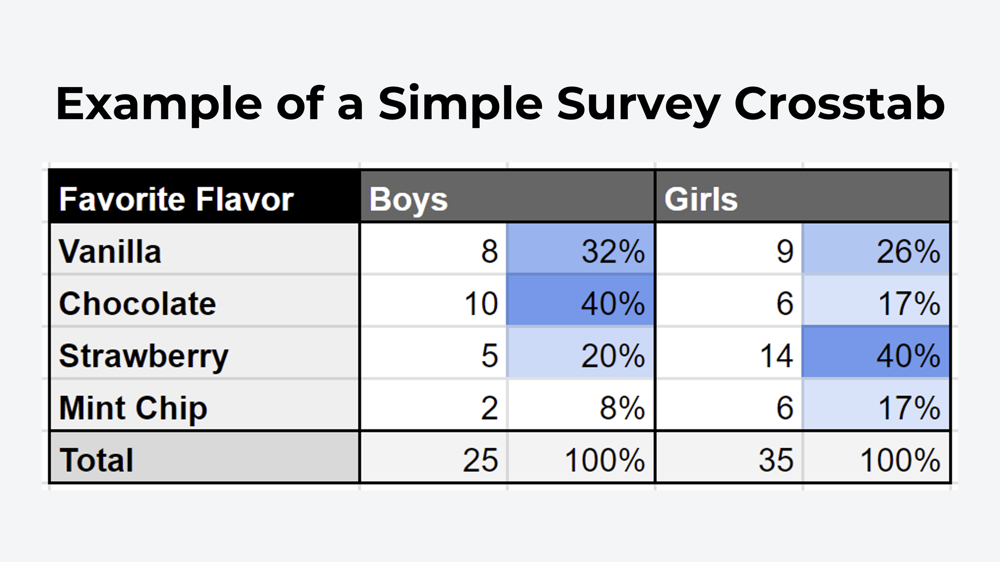 Example of a Simple Survey Crosstab
Favorite Flavor Boys Girls
Vanilla 8 32% 9 26%
Chocolate 10 40% 6 17%
Strawberry 5 20% 14 40%
Mint Chip 2 8% 6 17%
Total 25 100% 35 100%